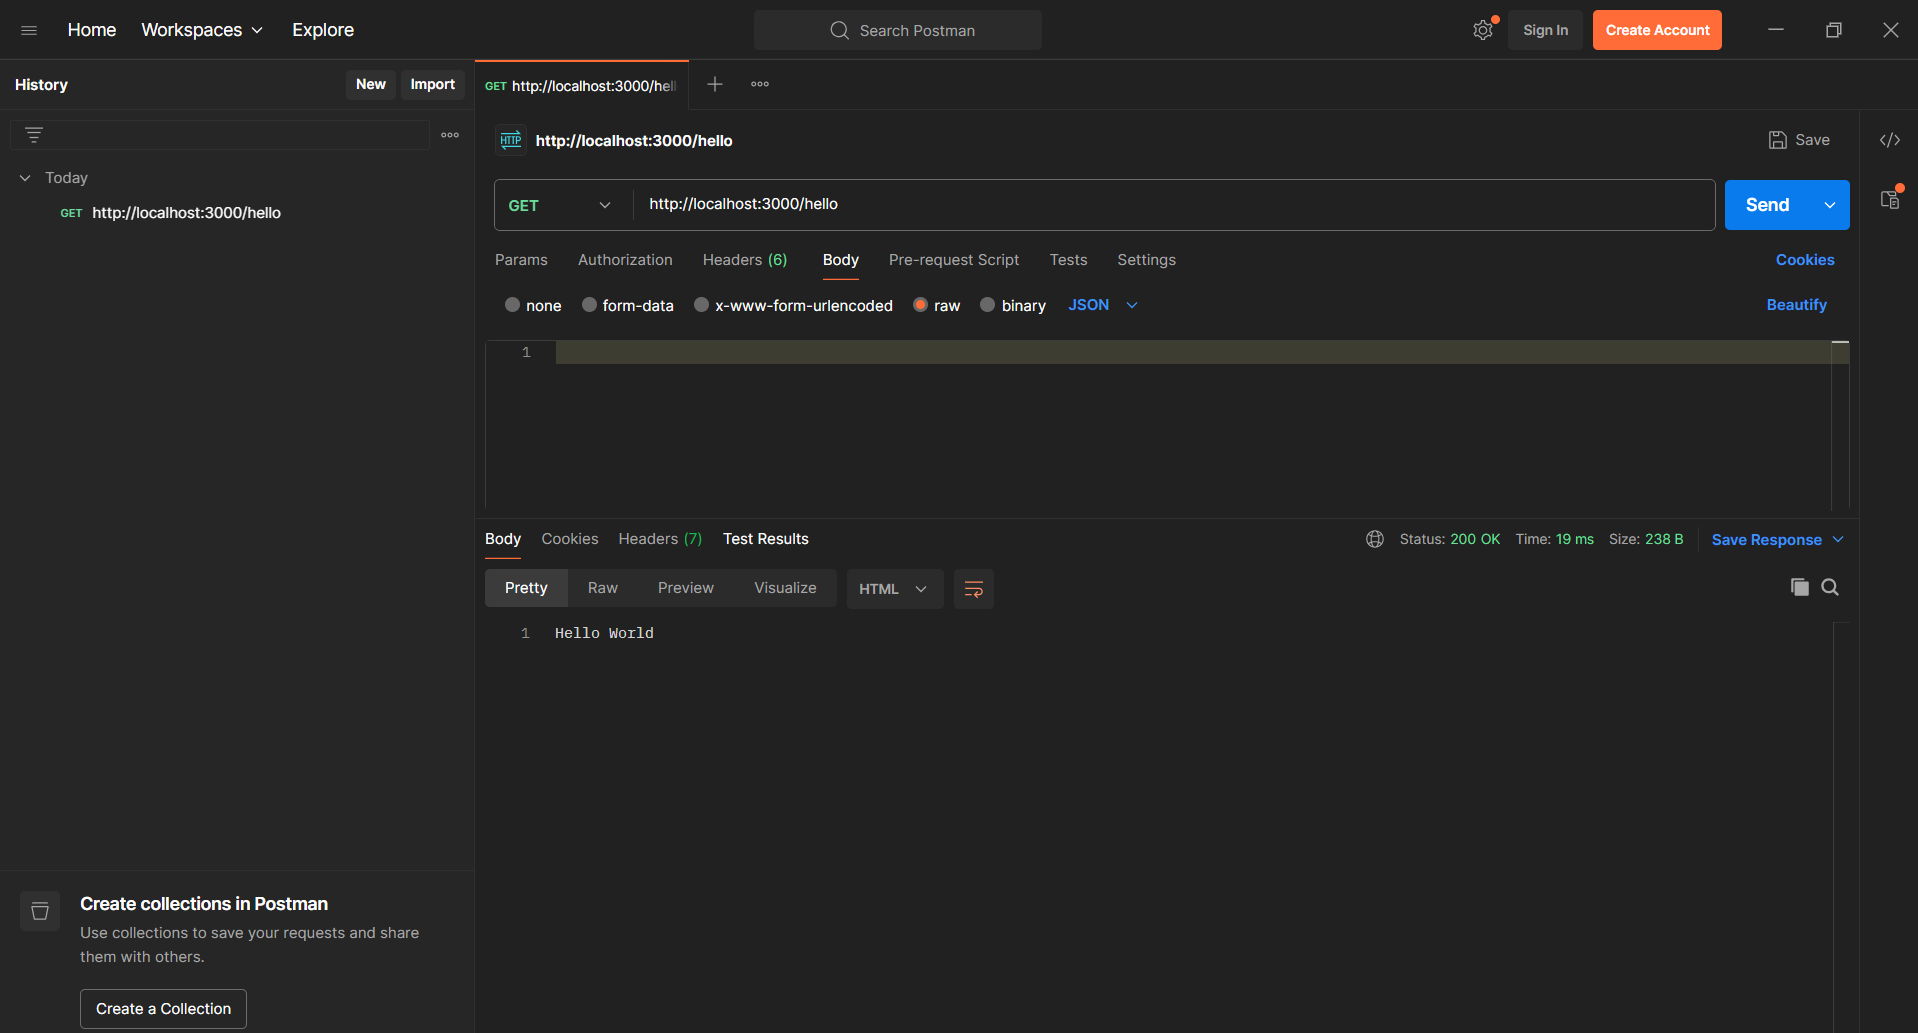 Home Workspaces Explore Search Postman Sign In Create Account
History New Import
GET http://localhost:3000/hel
HTTP http://localhost:3000/hello Save
Today
GET http://localhost:3000/hello
GET http://localhost:3000/hello Send
Params Authorization Headers (6) Body Pre-request Script Tests Settings Cookies
none form-data x-www-form-urlencoded raw binary JSON Beautify
1
Body Cookies Headers (7) Test Results Status: 200 OK Time: 19 ms Size: 238 B Save Response
Pretty Raw Preview Visualize HTML
1 Hello World
Create collections in Postman
Use collections to save your requests and share
them with others.
Create a Collection